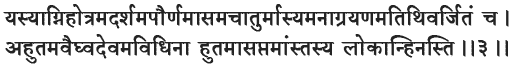 यस्याग्निहोत्रमदर्शमपौर्णमासमचातुर्मास्यमनाग्रयणमतिथिवर्जितं च ।
अहुतमवैघ्वदेवमविधिना हुतमासप्तमांस्तस्य लोकान्हिनस्ति ।।३।।